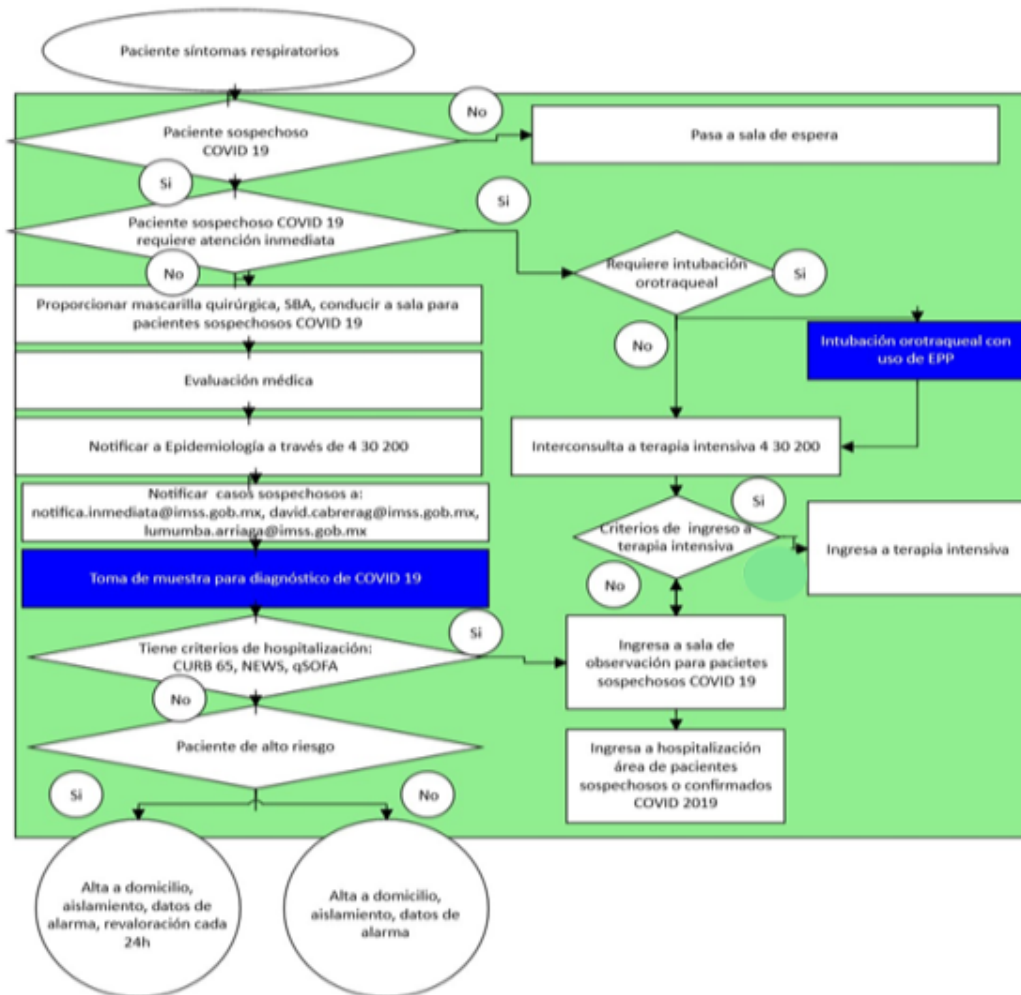 Paciente síntomas respiratorios
No
Paciente sospechoso
COVID 19
Pasa a sala de espera
Si
Si
Paciente sospechoso COVID 19
requiere atención inmediata
No
Requiere intubación
orotraqueal
Si
Proporcionar mascarilla quirúrgica, SBA, conducir a sala para
pacientes sospechosos COVID 19
No
Intubación orotraqueal con
uso de EPP
Evaluación médica
Notificar a Epidemiología a través de 4 30 200
Interconsulta a terapia intensiva 4 30 200
Notificar casos sospechosos a:
notifica.inmediata@imss.gob.mx, david.cabrerag@imss.gob.mx,
lumumba.arriaga@imss.gob.mx
Si
Criterios de ingreso a
terapia intensiva
Ingresa a terapia intensiva
Toma de muestra para diagnóstico de COVID 19
No
Si
Tiene criterios de hospitalización:
CURB 65, NEWS, qSOFA
Ingresa a sala de
observación para pacietes
sospechosos COVID 19
No
Paciente de alto riesgo
Ingresa a hospitalización
área de pacientes
sospechosos o confirmados
COVID 2019
Si
No
Alta a domicilio,
aislamiento, datos de
alarma, revaloración cada
24h
Alta a domicilio,
aislamiento, datos de
alarma